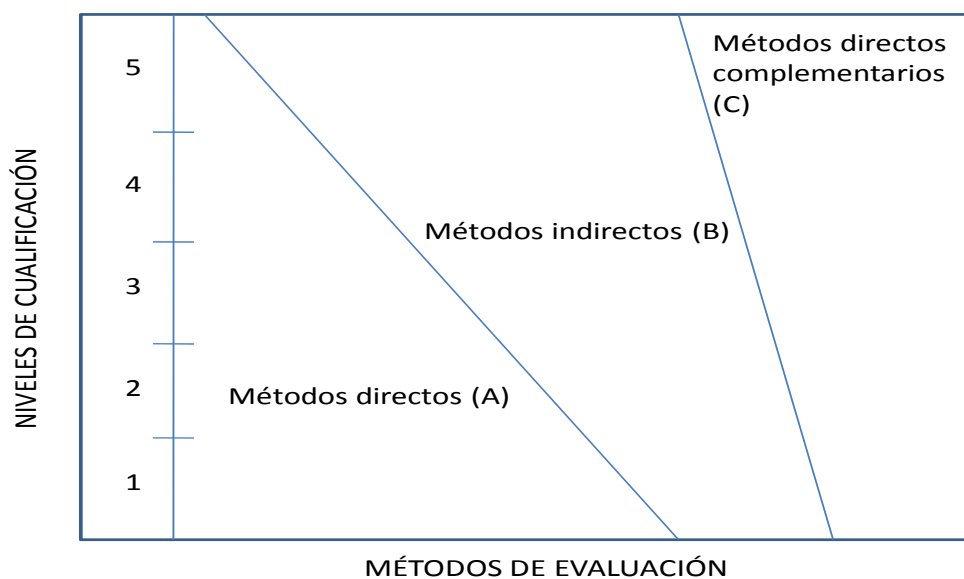 Métodos directos
complementarios
(C)
5
4
Métodos indirectos (B)
3
2
Métodos directos (A)
1
NIVELES DE CUALIFICACIÓN
MÉTODOS DE EVALUACIÓN